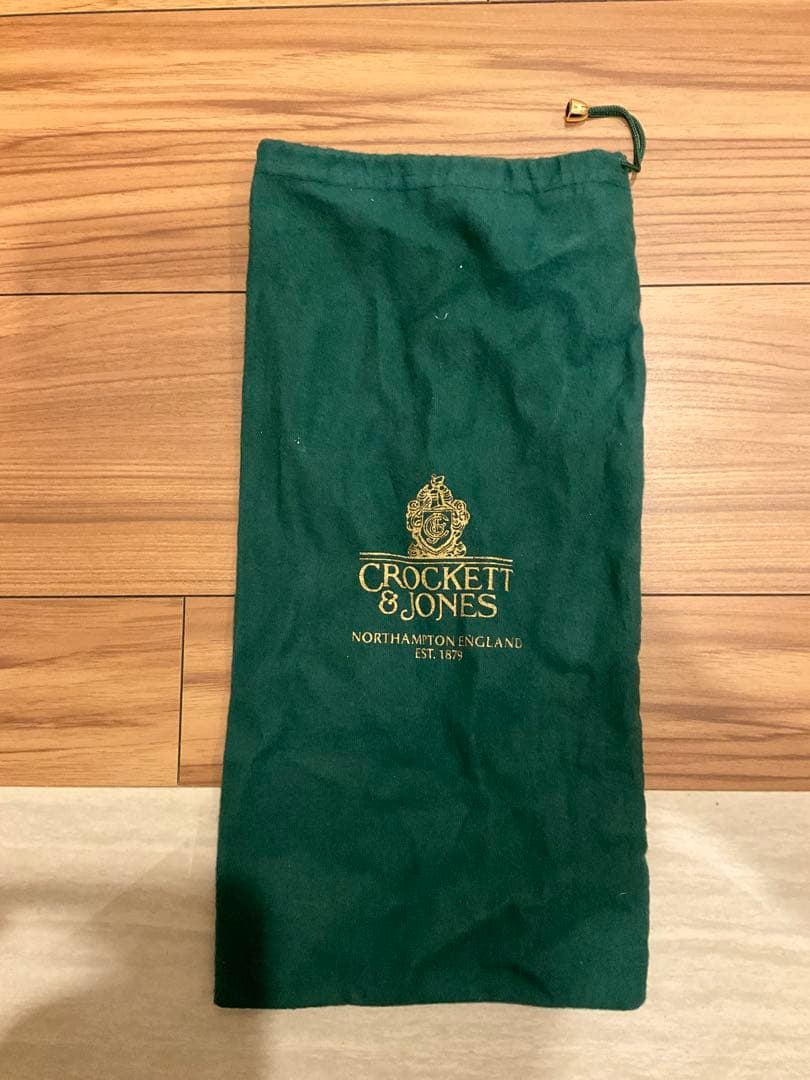 CROCKETT
& JONES
NORTHAMPTON ENGLAND
EST. 1879